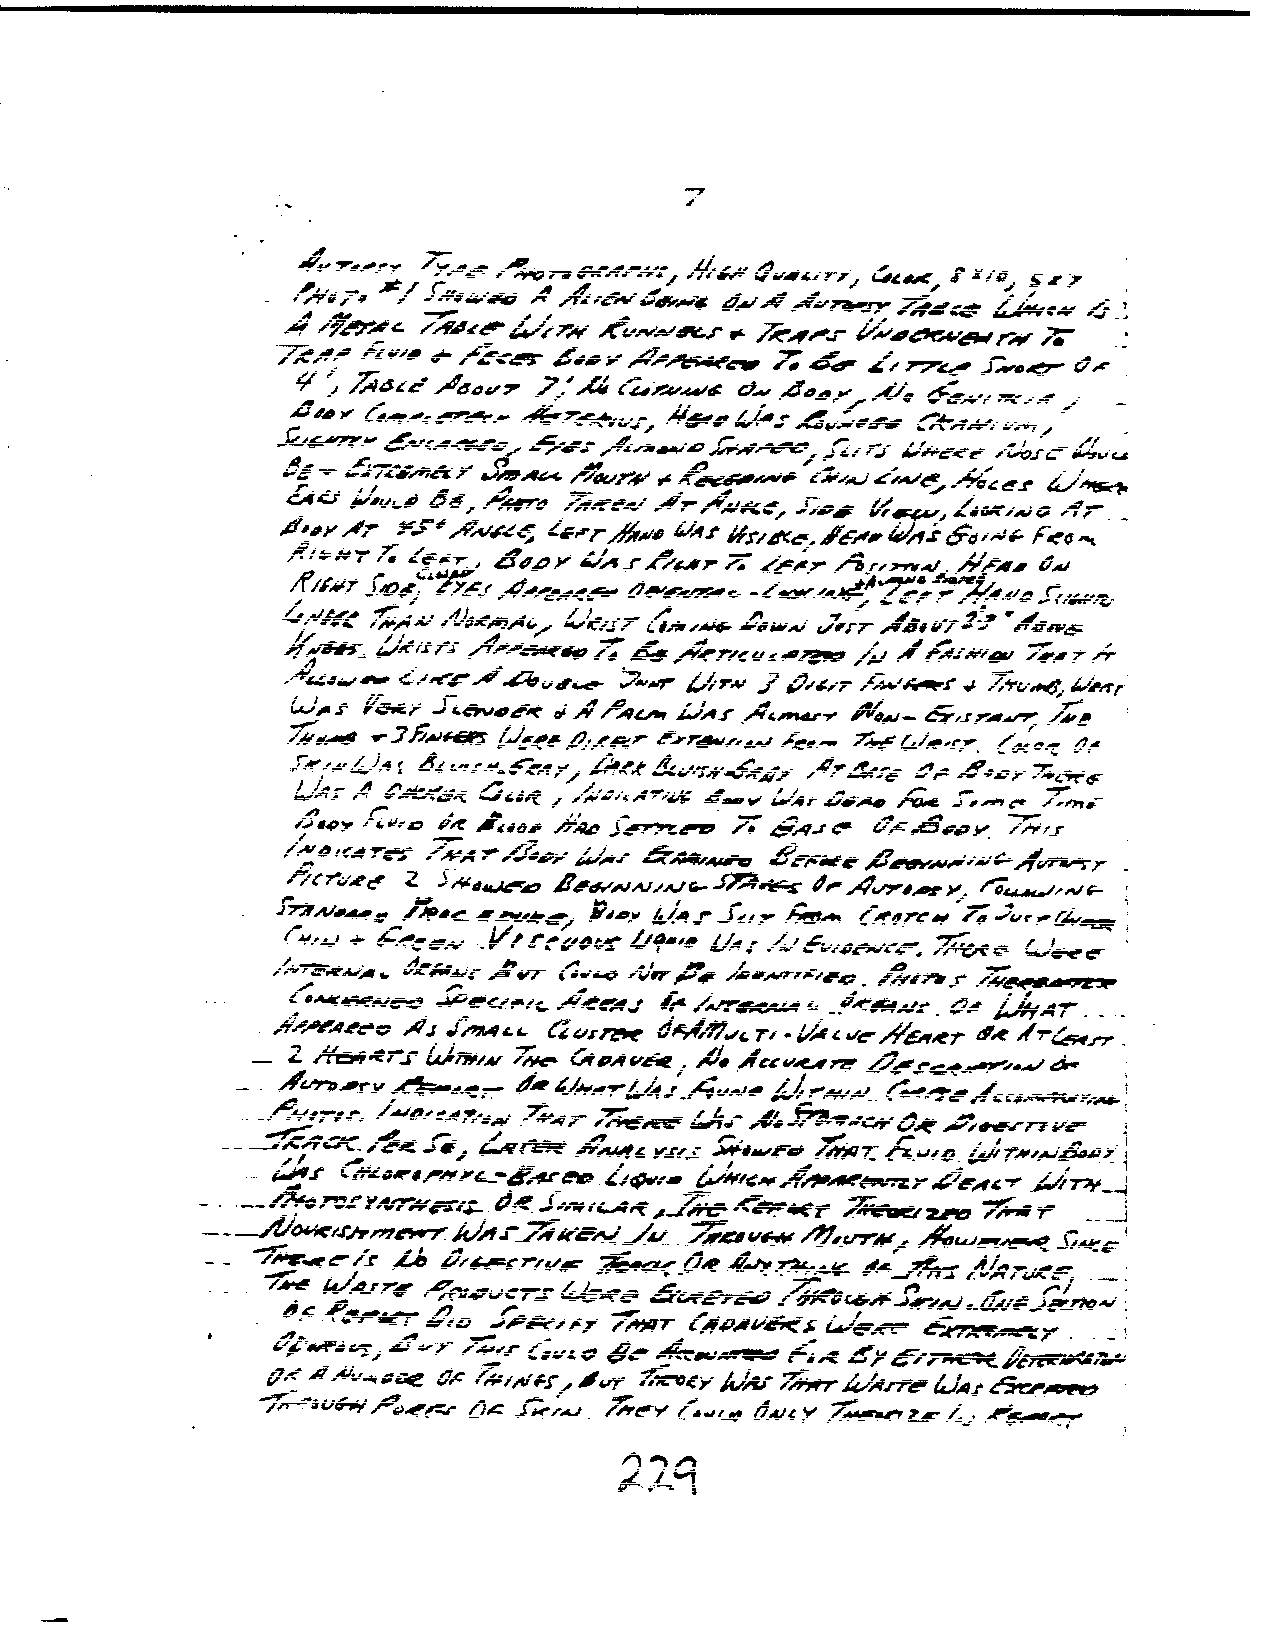 7
AUTOPSY TYPE PHOTOGRAPHS, HIGH QUALITY, COLOR, 8 X 10, 5 X 7
PHOTO #1 SHOWED A ALIEN BEING ON A AUTOPSY TABLE WHICH IS
A METAL TABLE WITH RUNNELS + TRAPS UNDERNEATH TO
TRAP FLUID + FECES BODY APPEARED TO BE LITTLE SHORT OF
4', TABLE ABOUT 7', NO CLOTHING ON BODY, NO GENITALIA,
BODY COMPLETELY HEAD WAS ROUNDED CRANIUM,
SLIGHTLY ENLARGED, EYES ALMOND SHAPED, SLITS WHERE NOSE WOULD
BE + EXTREMELY SMALL MOUTH + RECEDING CHIN LINE, HOLES WHERE
EARS WOULD BE, PHOTO TAKEN AT ANGLE, SIDE VIEW, LOOKING AT
BODY AT 45° ANGLE, LEFT HAND WAS VISIBLE, HEAD WAS GOING FROM
RIGHT TO LEFT, BODY WAS RIGHT TO LEFT POSITION, HEAD ON
RIGHT SIDE, CLOSED EYES APPEARED ORIENTAL-LOOKING + ALMOND SHAPED, LEFT HAND SLIGHTLY
LONGER THAN NORMAL, WRIST COMING DOWN JUST ABOUT 2-3" ABOVE
KNEES. WRISTS APPEARED TO BE ARTICULATED IN A FASHION THAT IT
ALLOWED LIKE A DOUBLE JOINT WITH 3 DIGIT FINGERS + THUMB, WRIST
WAS VERY SLENDER + A PALM WAS ALMOST NON-EXISTANT, THE
THUMB + 3 FINGERS WERE DIRECT EXTENSION FROM THE WRIST. COLOR OF
SKIN WAS BLUISH-GRAY, DARK BLUISH-GRAY AT BASE OF BODY THERE
WAS A DARKER COLOR, INDICATIVE BODY WAS DEAD FOR SOME TIME
BODY FLUID OR BLOOD HAD SETTLED TO BASE OF BODY. THIS
INDICATES THAT BODY WAS EXAMINED BEFORE BEGINNING AUTOPSY
PICTURE 2 SHOWED BEGINNING STAGES OF AUTOPSY, FOLLOWING
STANDARD PROCEDURE, BODY WAS SLIT FROM CROTCH TO JUST UNDER
CHIN + GREEN VISCUOUS LIQUID WAS IN EVIDENCE. THERE WERE
INTERNAL ORGANS BUT COULD NOT BE IDENTIFIED. PHOTOS THEREAFTER
CONCERNED SPECIFIC AREAS OF INTERNAL ORGANS OF WHAT
APPEARED AS SMALL CLUSTER OF A MULTI-VALVE HEART OR AT LEAST
2 HEARTS WITHIN THE CADAVER, NO ACCURATE DESCRIPTION OF
AUTOPSY REPORT OR WHAT WAS FOUND WITHIN CORPSE ACCOMPANYING
PHOTOS. INDICATION THAT THERE WAS NO STOMACH OR DIGESTIVE
TRACK PER SE, LATER ANALYSIS SHOWED THAT FLUID WITHIN BODY
WAS CHLOROPHYL-BASED LIQUID WHICH APPARENTLY DEALT WITH
PHOTOSYNTHESIS OR SIMILAR, THE REPORT THEORIZED THAT
NOURISHMENT WAS TAKEN IN THROUGH MOUTH, HOWEVER SINCE
THERE IS NO DIGESTIVE TRACK OR ANYTHING OF THIS NATURE,
THE WASTE PRODUCTS WERE EXCRETED THROUGH SKIN. ONE SECTION
OF REPORT DID SPECIFY THAT CADAVERS WERE EXTREMELY
ODOROUS, BUT THIS COULD BE ACCOUNTED FOR BY EITHER DETERIORATION
OR A NUMBER OF THINGS, BUT THEORY WAS THAT WASTE WAS EXCRETED
THROUGH PORES OF SKIN. THEY COULD ONLY THEORIZE IN REPORT
229